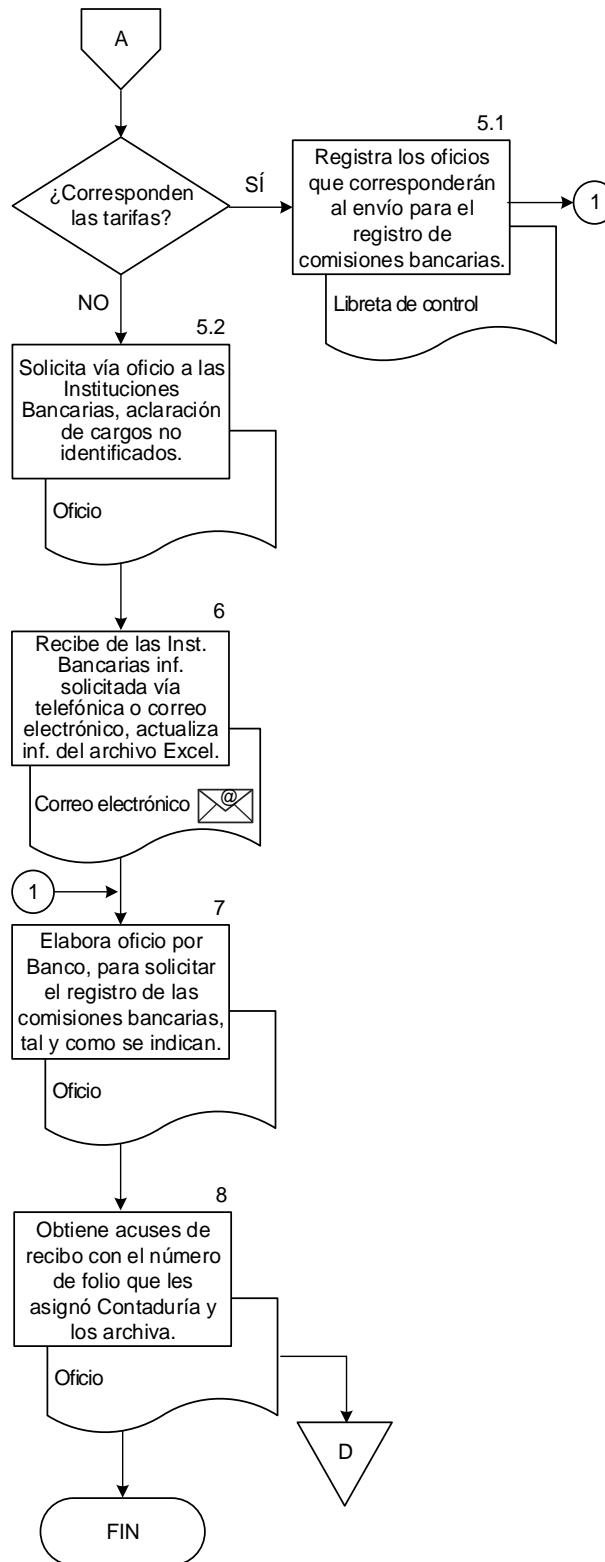 A
¿Corresponden
las tarifas?
SÍ
5.1
Registra los oficios
que corresponderán
al envío para el
registro de
comisiones bancarias.
1
Libreta de control
NO
5.2
Solicita vía oficio a las
Instituciones
Bancarias, aclaración
de cargos no
identificados.
Oficio
6
Recibe de las Inst.
Bancarias inf.
solicitada vía
telefónica o correo
electrónico, actualiza
inf. del archivo Excel.
Correo electrónico @
1
7
Elabora oficio por
Banco, para solicitar
el registro de las
comisiones bancarias,
tal y como se indican.
Oficio
8
Obtiene acuses de
recibo con el número
de folio que les
asignó Contaduría y
los archiva.
Oficio
D
FIN